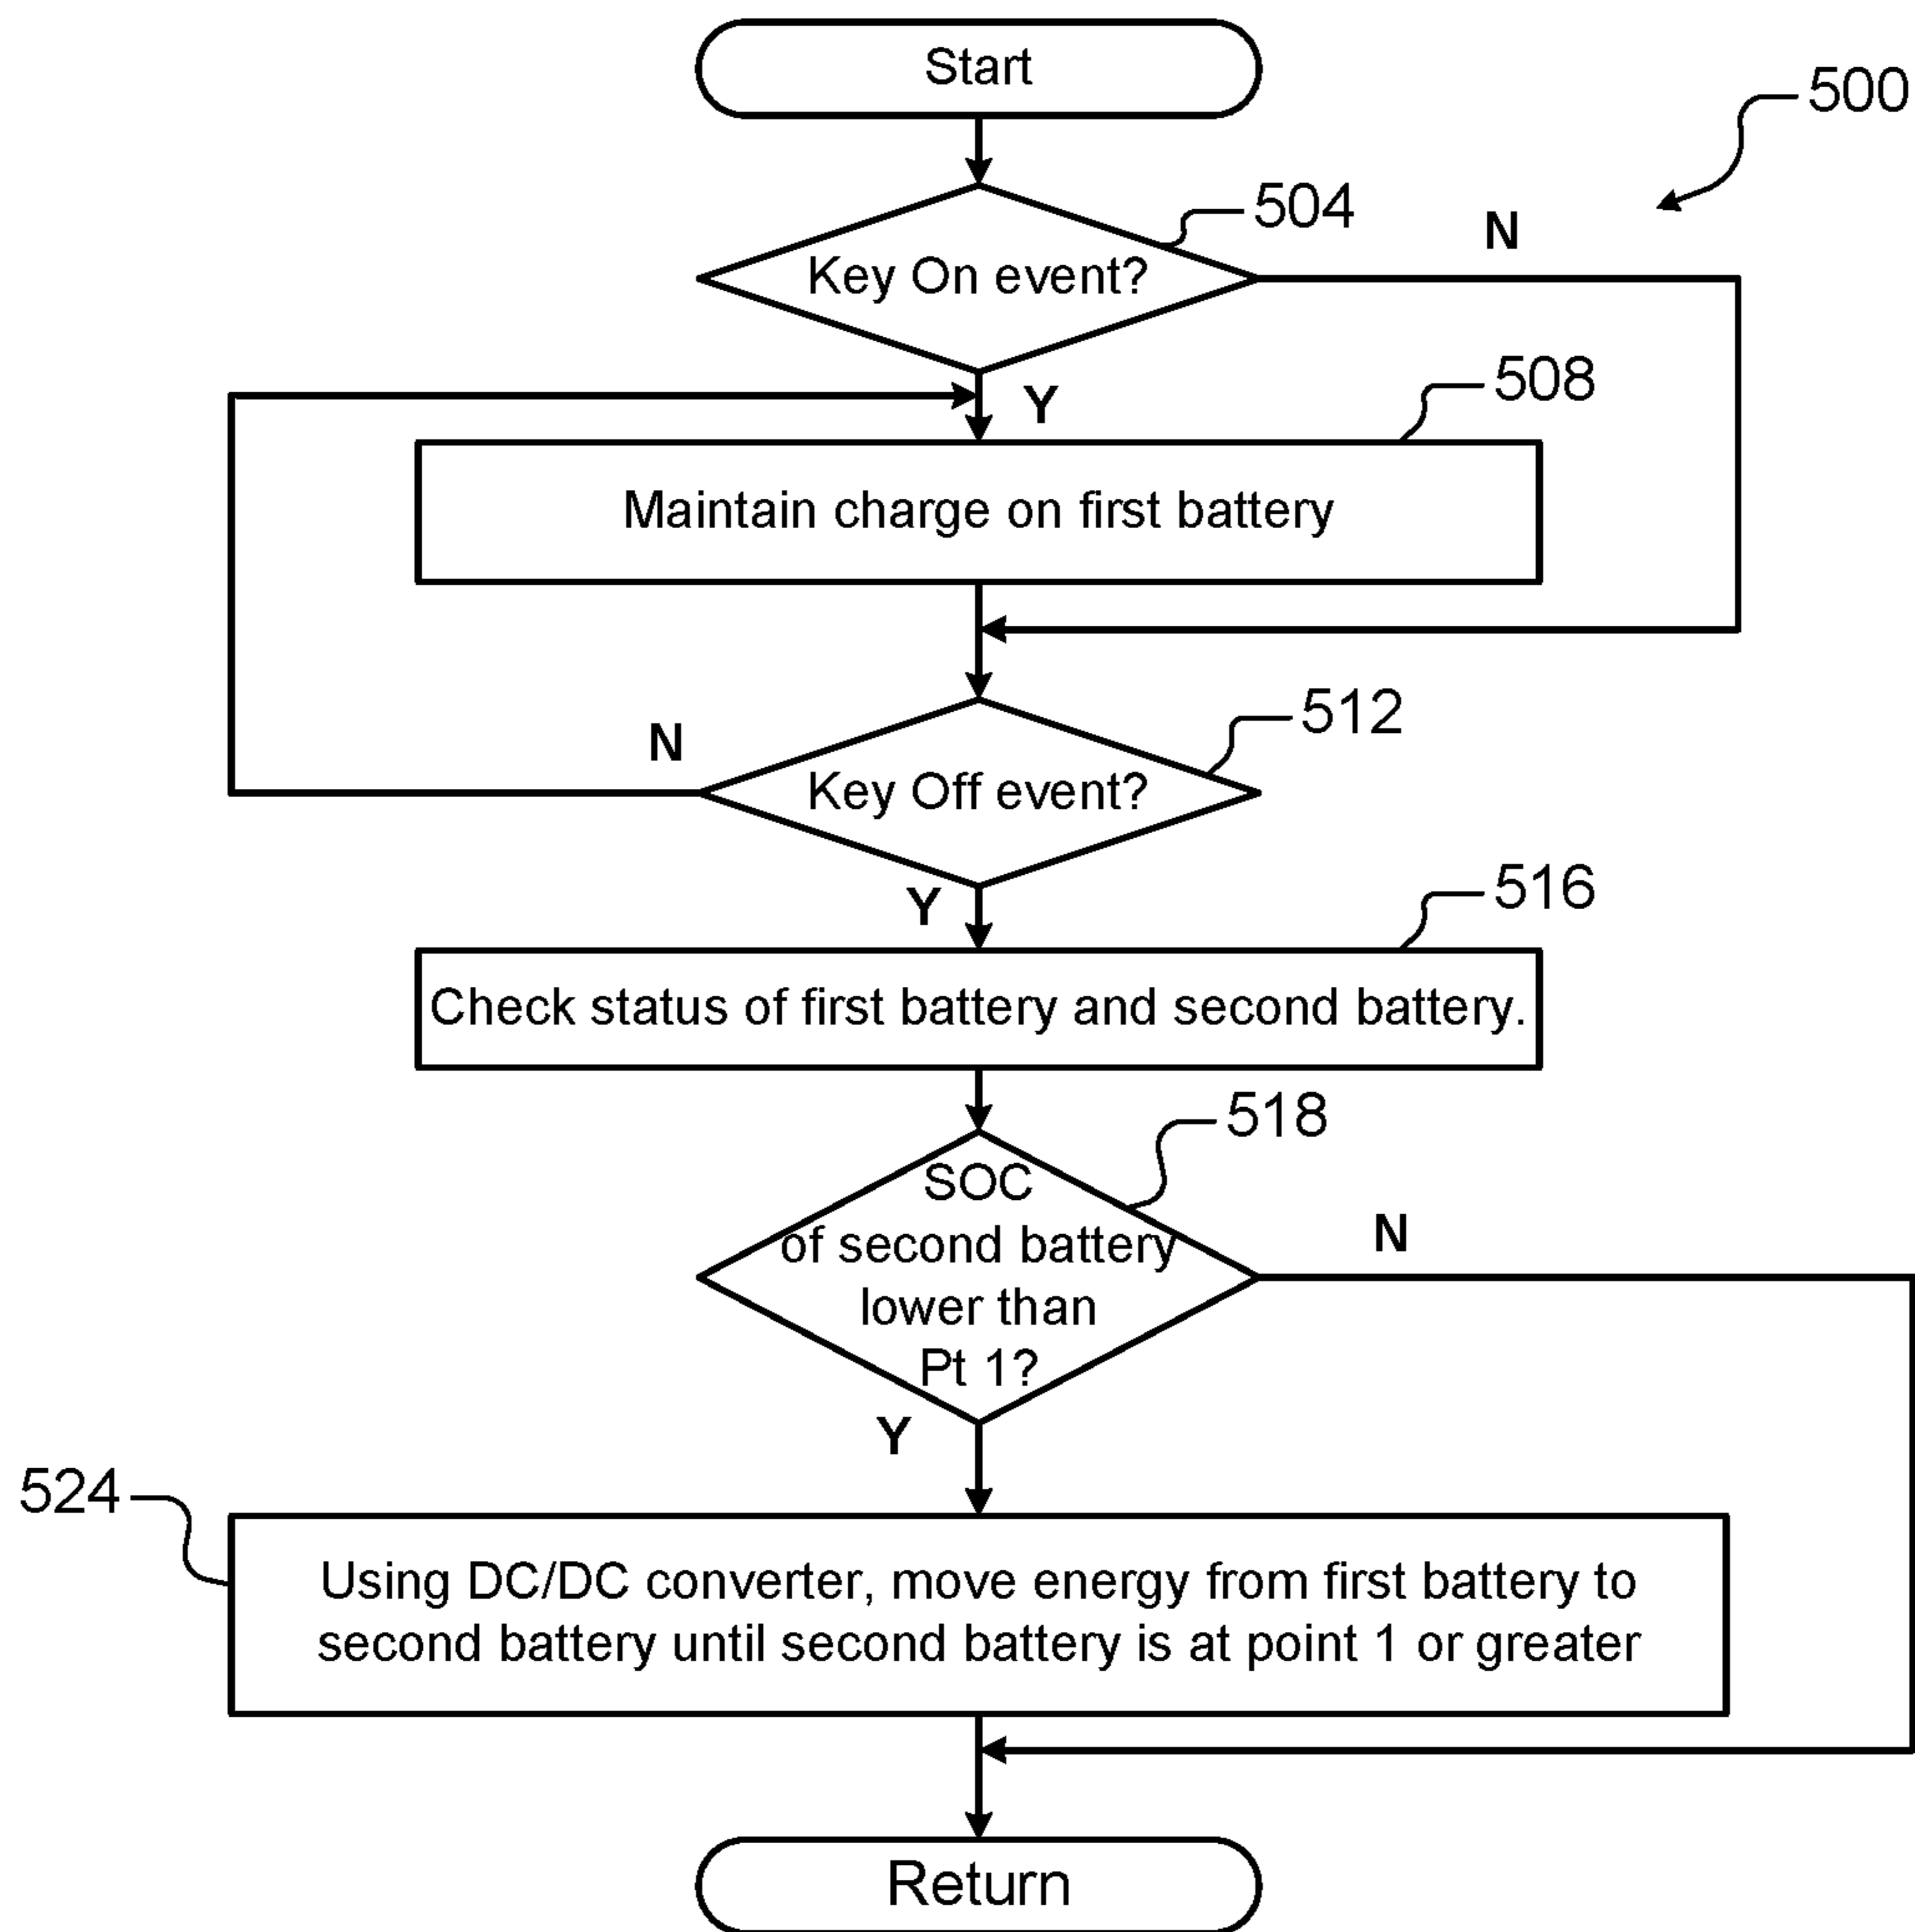 Start
500
504
N
Key On event?
Y
508
Maintain charge on first battery
512
N
Key Off event?
Y
516
Check status of first battery and second battery.
518
SOC
of second battery
lower than
Pt 1?
N
Y
524
Using DC/DC converter, move energy from first battery to
second battery until second battery is at point 1 or greater
Return